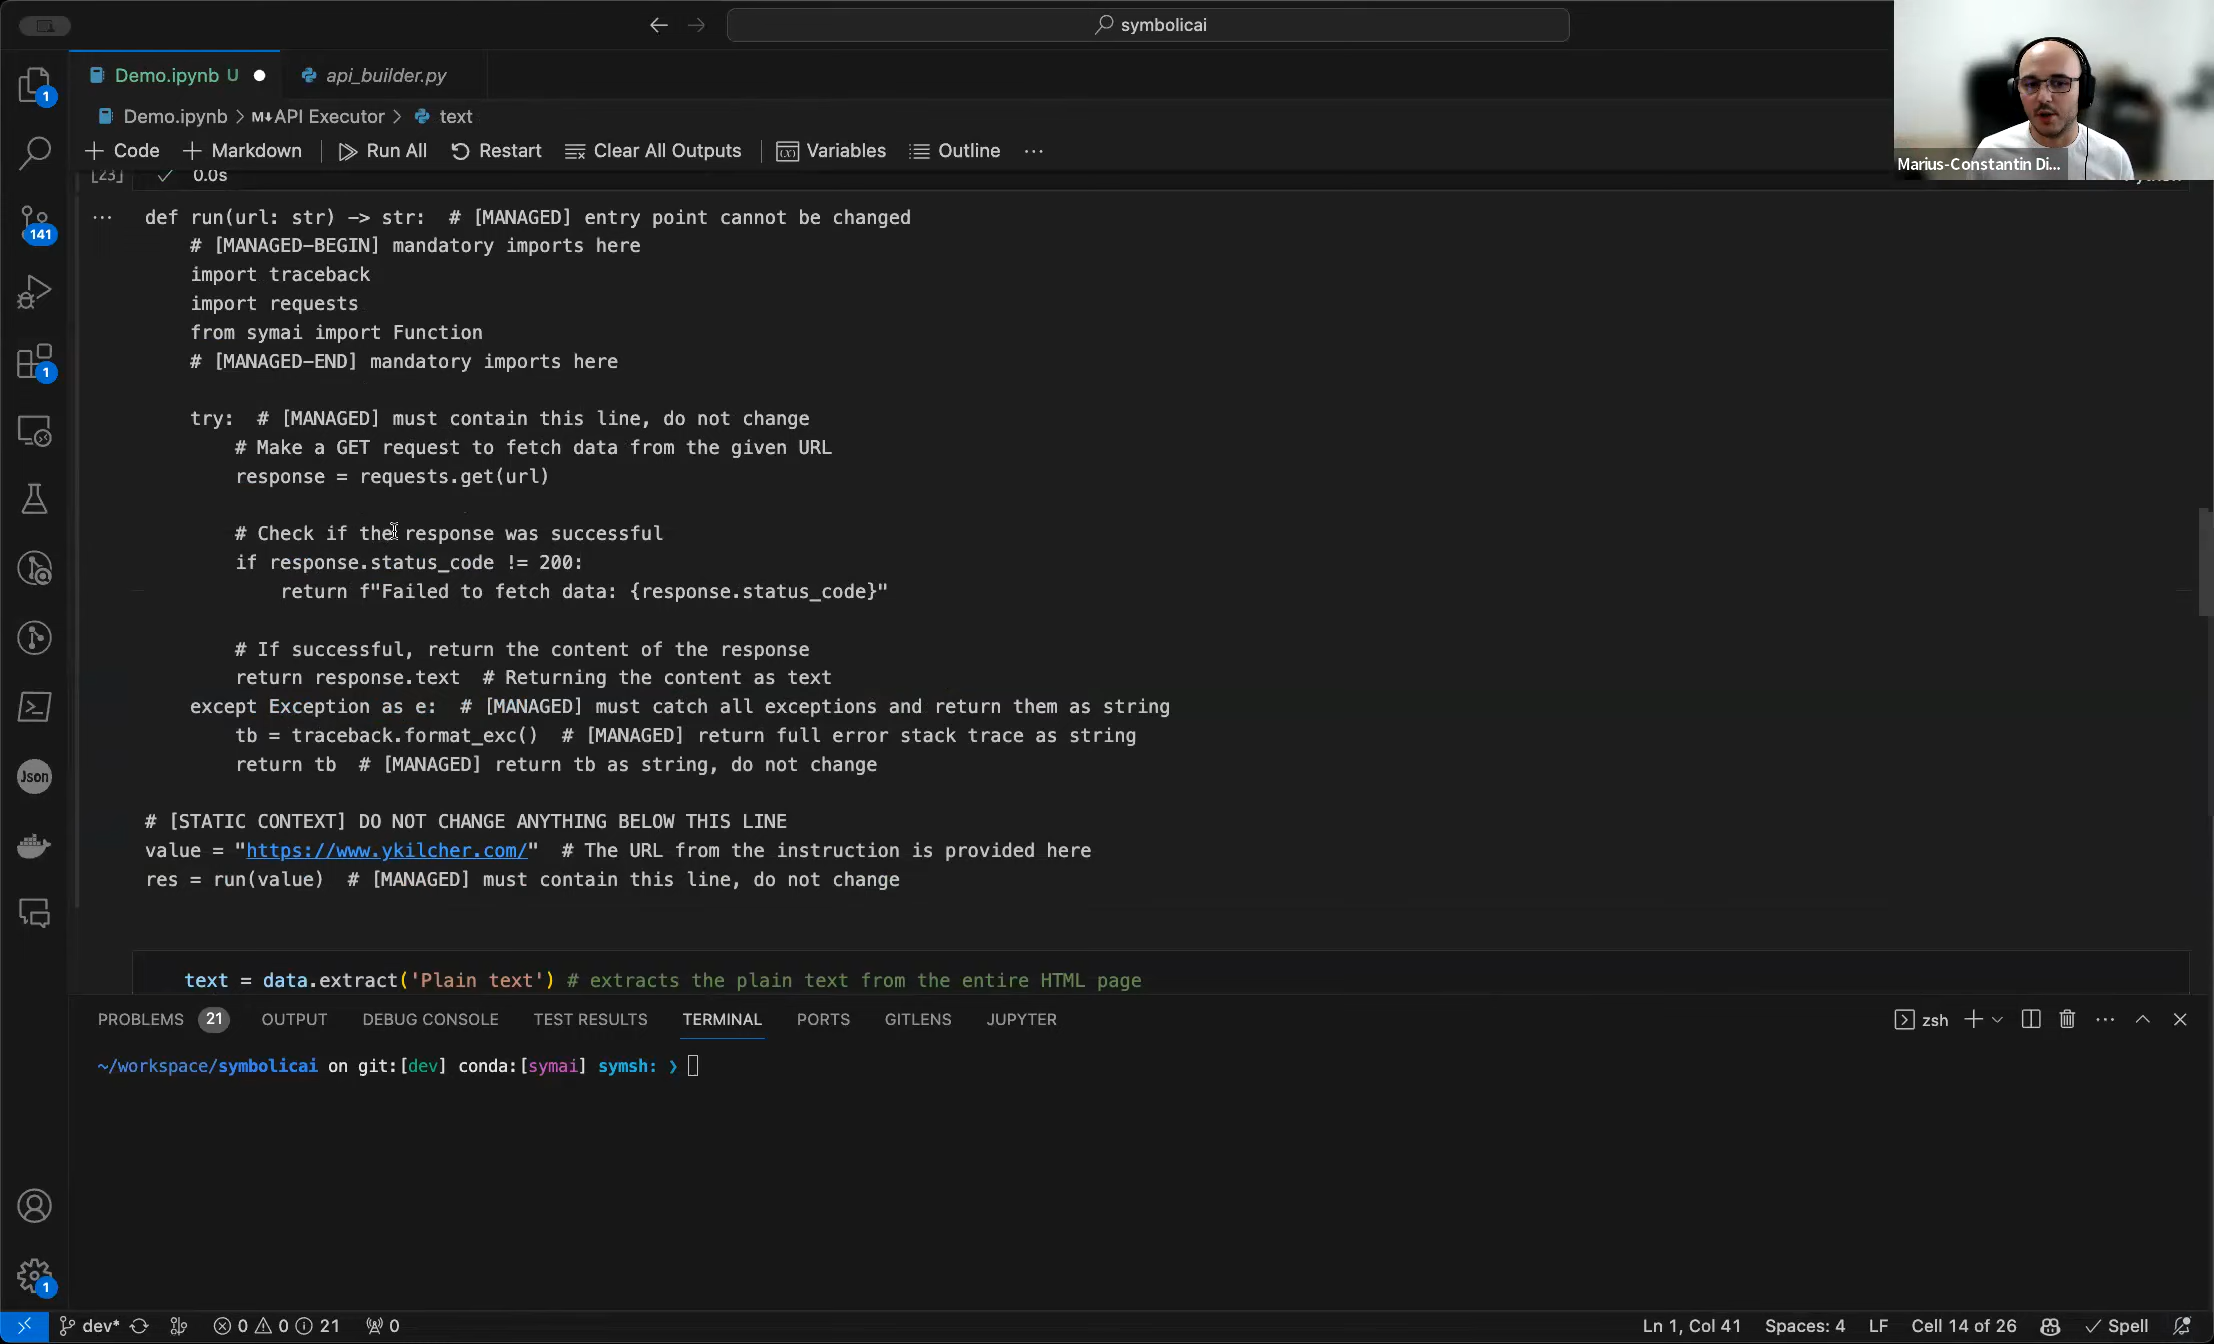 symbolicai
Demo.ipynb U
api_builder.py
Demo.ipynb > M↓API Executor > text
+ Code + Markdown Run All Restart Clear All Outputs (x) Variables Outline ...
Marius-Constantin Di...
[23] ✓ 0.0s
... def run(url: str) -> str:  # [MANAGED] entry point cannot be changed
    # [MANAGED-BEGIN] mandatory imports here
    import traceback
    import requests
    from symai import Function
    # [MANAGED-END] mandatory imports here
    try:  # [MANAGED] must contain this line, do not change
        # Make a GET request to fetch data from the given URL
        response = requests.get(url)
        # Check if the response was successful
        if response.status_code != 200:
            return f"Failed to fetch data: {response.status_code}"
        # If successful, return the content of the response
        return response.text  # Returning the content as text
    except Exception as e:  # [MANAGED] must catch all exceptions and return them as string
        tb = traceback.format_exc()  # [MANAGED] return full error stack trace as string
        return tb  # [MANAGED] return tb as string, do not change
# [STATIC CONTEXT] DO NOT CHANGE ANYTHING BELOW THIS LINE
value = "https://www.ykilcher.com/"  # The URL from the instruction is provided here
res = run(value)  # [MANAGED] must contain this line, do not change
text = data.extract('Plain text') # extracts the plain text from the entire HTML page
PROBLEMS 21 OUTPUT DEBUG CONSOLE TEST RESULTS TERMINAL PORTS GITLENS JUPYTER
zsh
~/workspace/symbolicai on git:[dev] conda:[symai] symsh: ❯
1
141
1
Json
1
dev* 0 0 21 0
Ln 1, Col 41 Spaces: 4 LF Cell 14 of 26 ✓ Spell